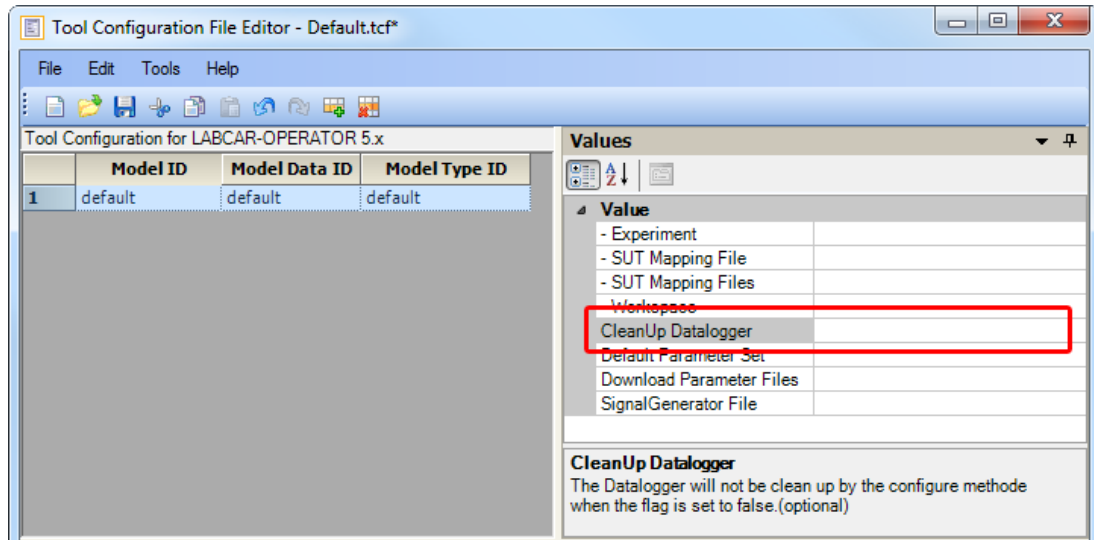 Tool Configuration File Editor - Default.tcf*
File Edit Tools Help
Tool Configuration for LABCAR-OPERATOR 5.x
Model ID Model Data ID Model Type ID
1 default default default
Values
Value
- Experiment
- SUT Mapping File
- SUT Mapping Files
- Workspace
CleanUp Datalogger
Default Parameter Set
Download Parameter Files
SignalGenerator File
CleanUp Datalogger
The Datalogger will not be clean up by the configure methode
when the flag is set to false.(optional)